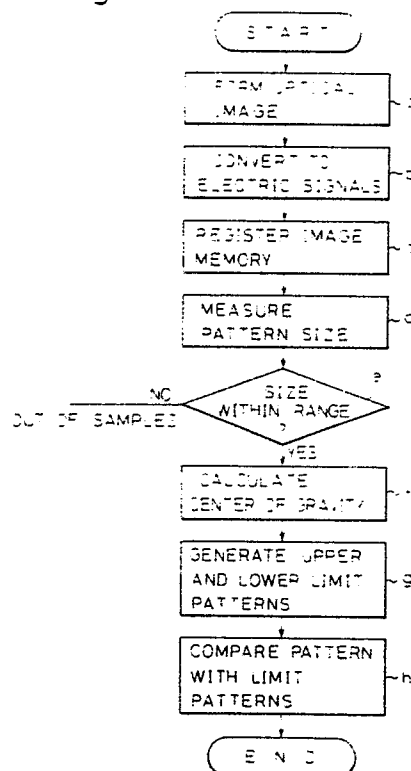 START
FORM OPTICAL
IMAGE
CONVERT TO
ELECTRIC SIGNALS
REGISTER IMAGE
MEMORY
MEASURE
PATTERN SIZE
e
SIZE
WITHIN RANGE
?
NO
OUT OF SAMPLES
YES
CALCULATE
CENTER OF GRAVITY
GENERATE UPPER
AND LOWER LIMIT
PATTERNS
g
COMPARE PATTERN
WITH LIMIT
PATTERNS
h
END